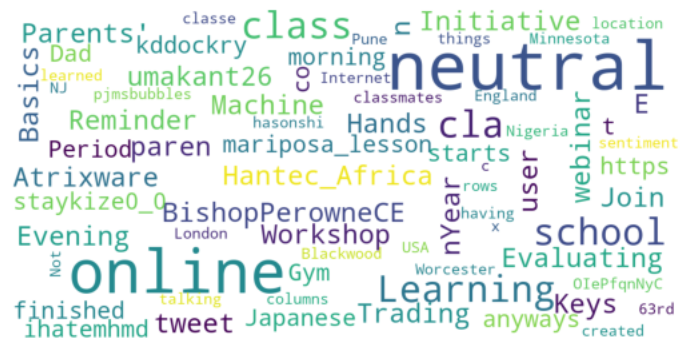 Parents' class n Initiative location
classe Pune things Minnesota
Dad kddockry morning neutral
learned umakant26 co Internet
NJ pjmsbubbles Machine classmates England E
Basics Reminder hasonshi Hands cla Nigeria t sentiment
Period paren mariposa_lesson starts c user webinar https
Atrixware Hantec_Africa nYear rows Join
staykize0_0 BishopPerowneCE having x school
Evening London Workshop USA Evaluating
Not online Gym Blackwood Worcester OIePfqnNyC
finished talking columns Learning Keys 63rd
ihatemhmd tweet Japanese Trading anyways created